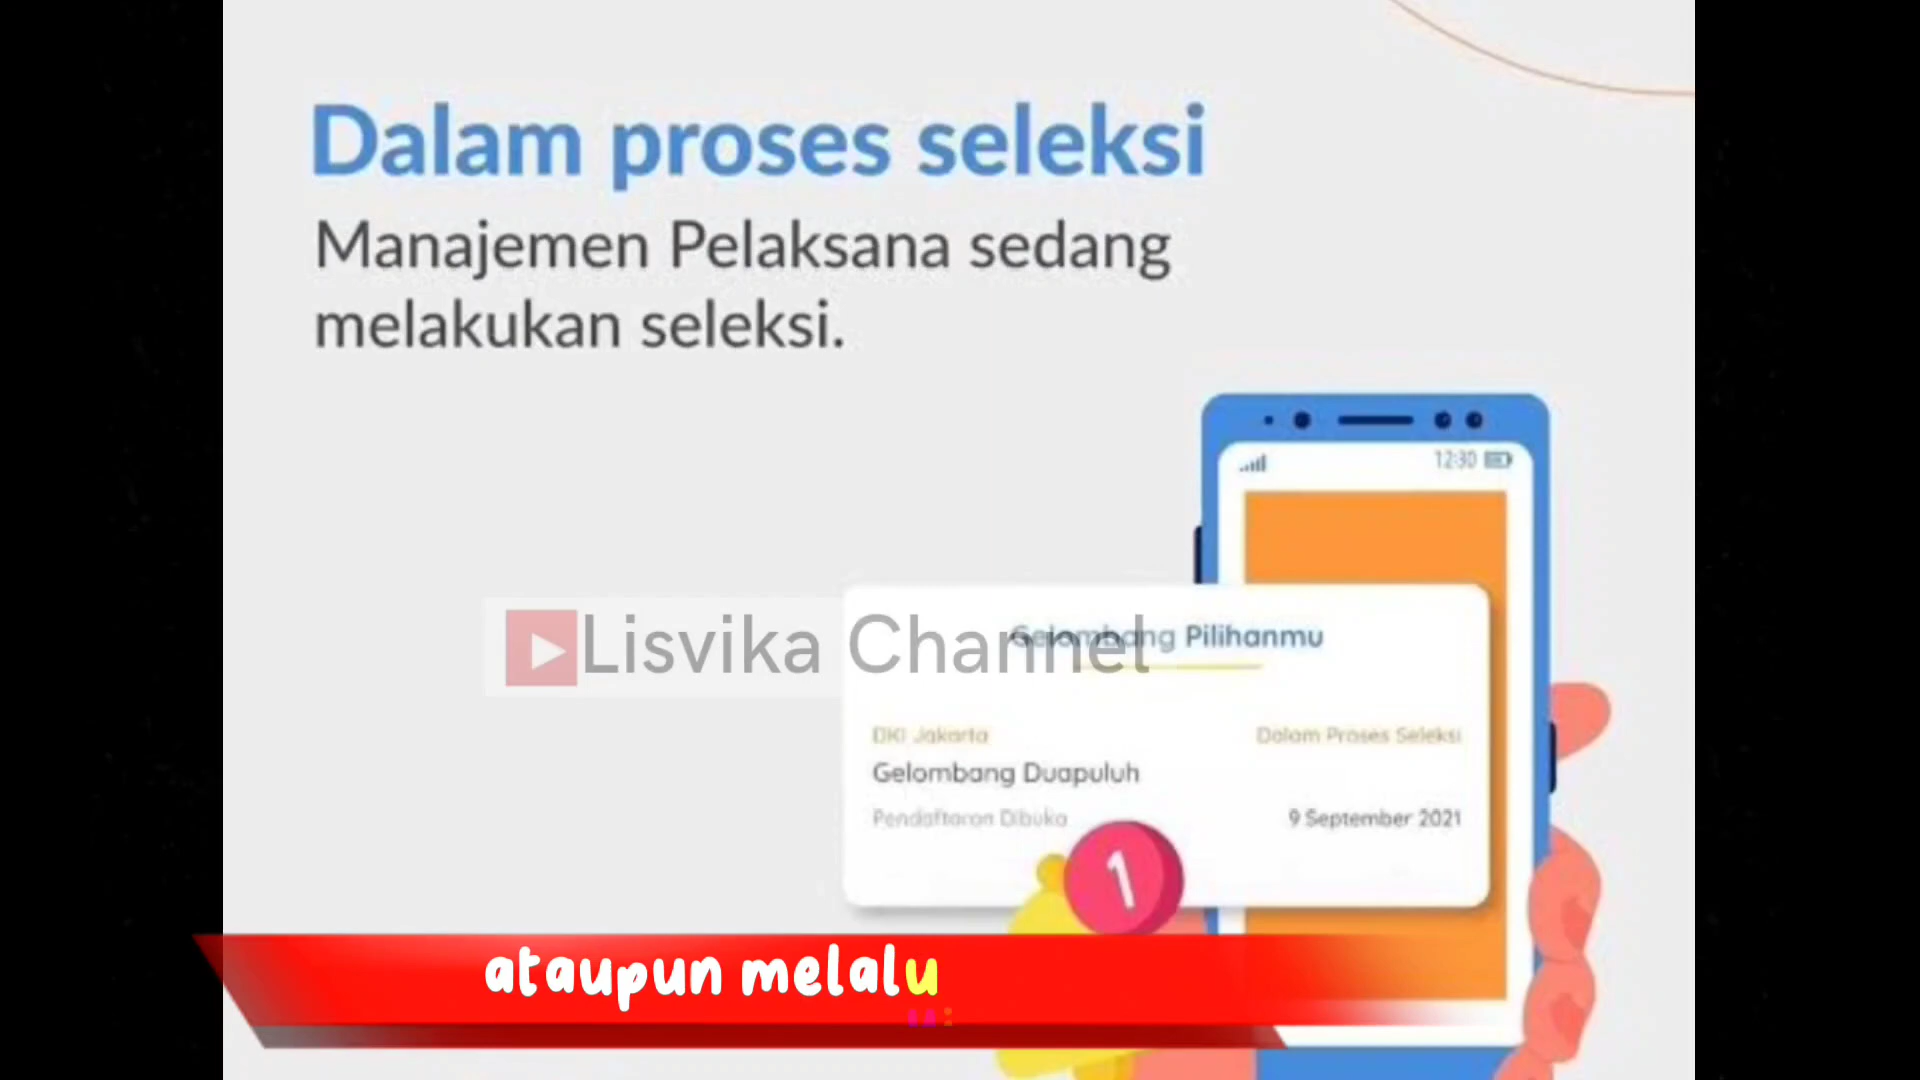 Dalam proses seleksi
Manajemen Pelaksana sedang
melakukan seleksi.
12:30
Lisvika Channel
Gelombang Pilihanmu
DKI Jakarta
Dalam Proses Seleksi
Gelombang Duapuluh
Pendaftaran Dibuka
9 September 2021
1
ataupun melalu